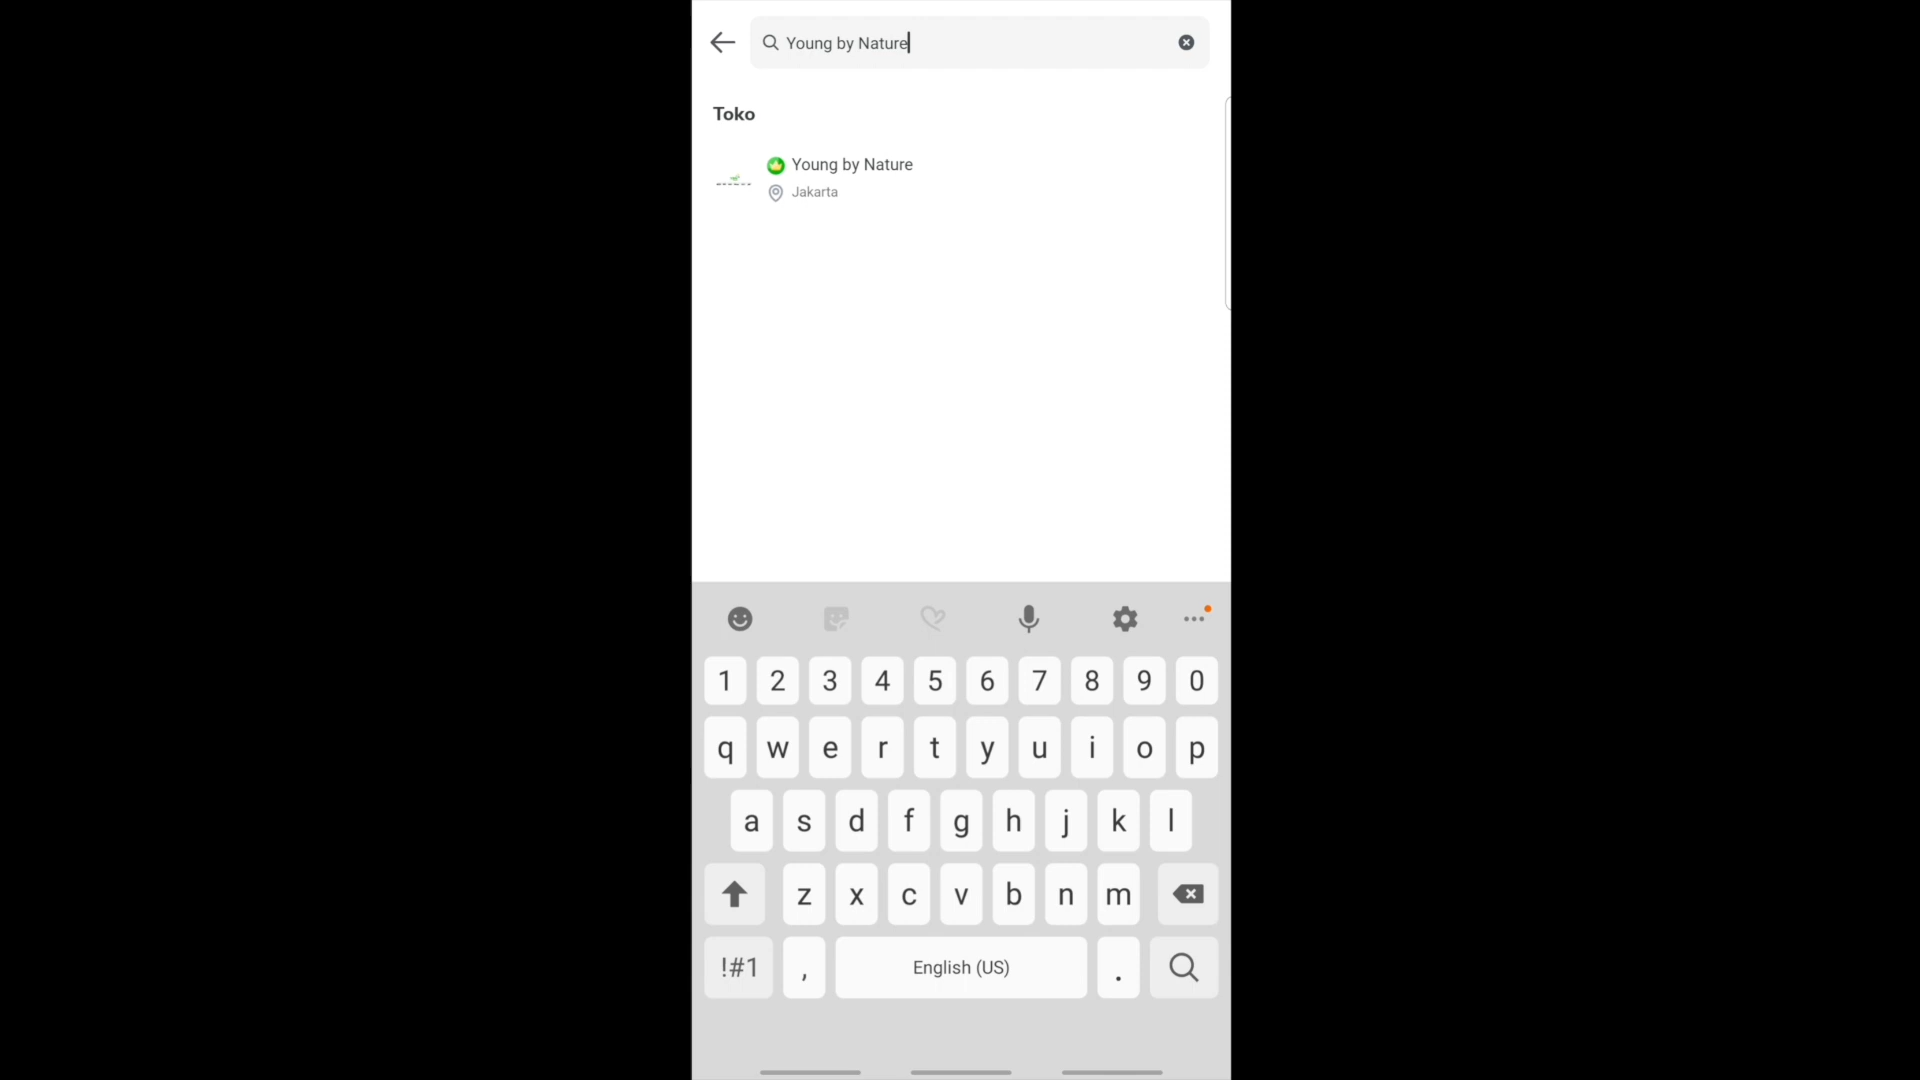 Young by Nature
Toko
Young by Nature
Jakarta
1 2 3 4 5 6 7 8 9 0
q w e r t y u i o p
a s d f g h j k l
z x c v b n m
!#1 , English (US) .